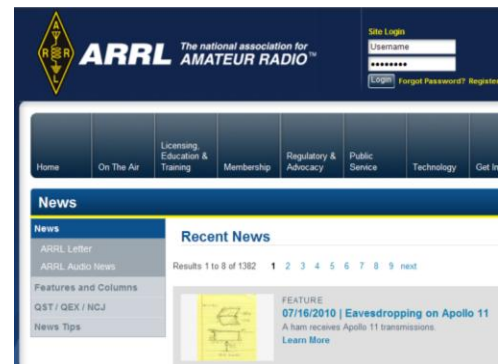 A
R R
L
ARRL
The national association for
AMATEUR RADIO™
Site Login
Username
Login Forgot Password? Register
Home
On The Air
Licensing,
Education &
Training
Membership
Regulatory &
Advocacy
Public
Service
Technology
Get In
News
News
ARRL Letter
ARRL Audio News
Features and Columns
QST / QEX / NCJ
News Tips
Recent News
Results 1 to 8 of 1382 1 2 3 4 5 6 7 8 9 next
FEATURE
07/16/2010 | Eavesdropping on Apollo 11
A ham receives Apollo 11 transmissions.
Learn More